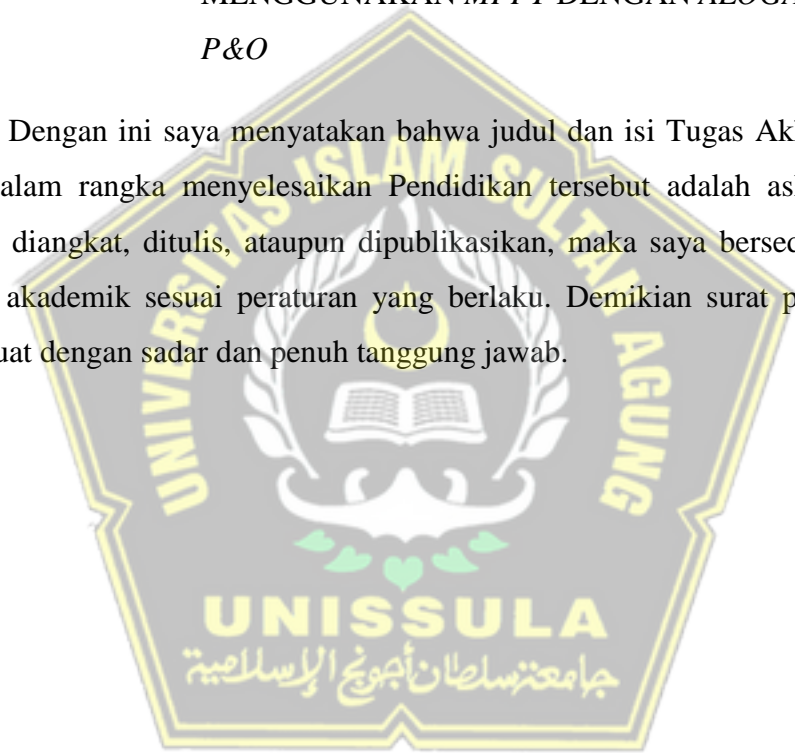 MENGGUNAKAN MPPT DENGAN ALOGA
P&O
Dengan ini saya menyatakan bahwa judul dan isi Tugas Ak
alam rangka menyelesaikan Pendidikan tersebut adalah as
diangkat, ditulis, ataupun dipublikasikan, maka saya bersed
akademik sesuai peraturan yang berlaku. Demikian surat p
uat dengan sadar dan penuh tanggung jawab.
UNIVERSITAS ISLAM SULTAN AGUNG
UNISSULA
جامعة سلطان أجونج الإسلامية